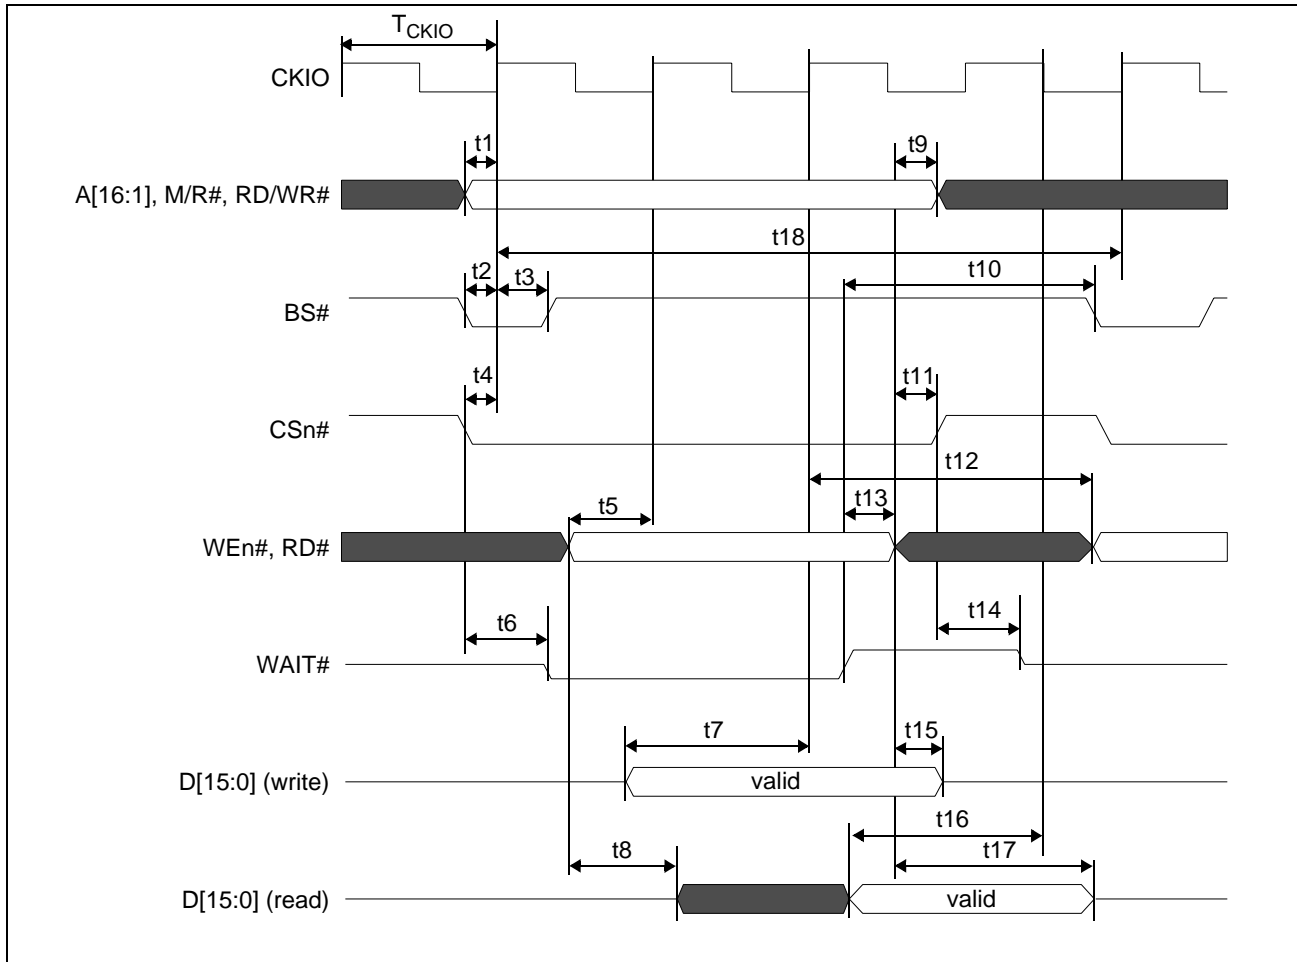 TCKIO
CKIO
t1
t9
A[16:1], M/R#, RD/WR#
t18
t2
t3
t10
BS#
t4
t11
CSn#
t12
t5
t13
WEn#, RD#
t6
t14
WAIT#
t7
t15
D[15:0] (write)
valid
t16
t8
t17
D[15:0] (read)
valid